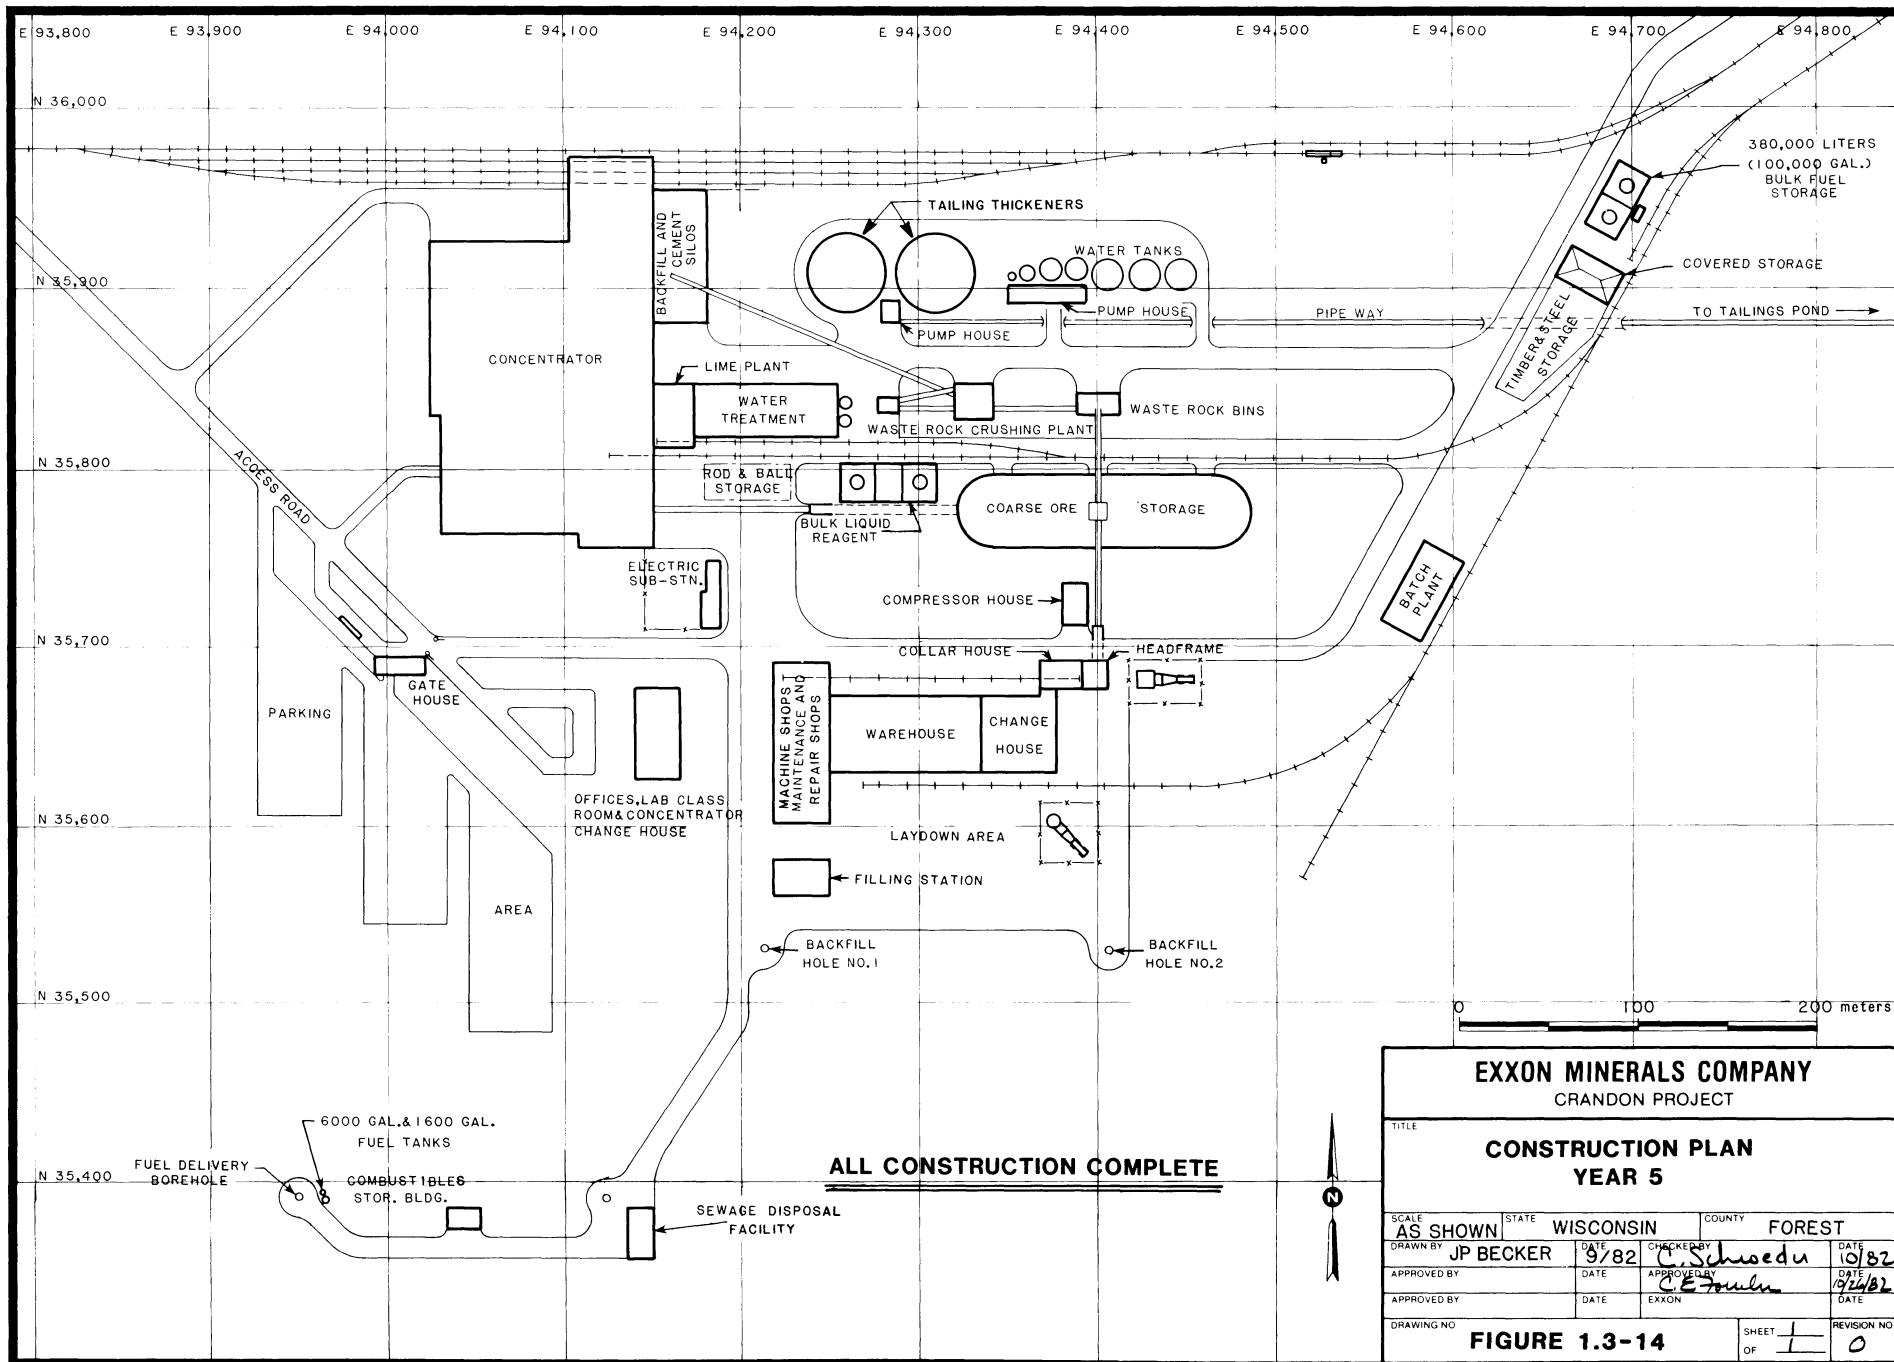 E 93,800
E 93,900
E 94,000
E 94,100
E 94,200
E 94,300
E 94,400
E 94,500
E 94,600
E 94,700
E 94,800
N 36,000
380,000 LITERS
(100,000 GAL.)
BULK FUEL
STORAGE
TAILING THICKENERS
BACKFILL AND
CEMENT
SILOS
WATER TANKS
COVERED STORAGE
N 35,900
PUMP HOUSE
PIPE WAY
TO TAILINGS POND
PUMP HOUSE
TIMBER & STEEL
STORAGE
CONCENTRATOR
LIME PLANT
WATER
TREATMENT
WASTE ROCK BINS
WASTE ROCK CRUSHING PLANT
N 35,800
ACCESS ROAD
ROD & BALL
STORAGE
COARSE ORE
STORAGE
BULK LIQUID
REAGENT
ELECTRIC
SUB-STN.
BATCH
PLANT
COMPRESSOR HOUSE
N 35,700
COLLAR HOUSE
HEADFRAME
GATE
HOUSE
PARKING
MACHINE SHOPS
MAINTENANCE AND
REPAIR SHOPS
WAREHOUSE
CHANGE
HOUSE
OFFICES, LAB CLASS
ROOM & CONCENTRATOR
CHANGE HOUSE
N 35,600
LAYDOWN AREA
FILLING STATION
AREA
BACKFILL
HOLE NO.1
BACKFILL
HOLE NO.2
N 35,500
0 100 200 meters
6000 GAL. & 1600 GAL.
FUEL TANKS
FUEL DELIVERY
BOREHOLE
COMBUSTIBLES
STOR. BLDG.
N 35,400
SEWAGE DISPOSAL
FACILITY
ALL CONSTRUCTION COMPLETE
N
EXXON MINERALS COMPANY
CRANDON PROJECT
TITLE
CONSTRUCTION PLAN
YEAR 5
SCALE AS SHOWN STATE WISCONSIN COUNTY FOREST
DRAWN BY JP BECKER DATE 9/82 CHECKED BY C. Schroeder DATE 10/82
APPROVED BY DATE APPROVED BY C.E. Fowler DATE 10/26/82
APPROVED BY DATE EXXON DATE
DRAWING NO FIGURE 1.3-14 SHEET 1 OF 1 REVISION NO 0